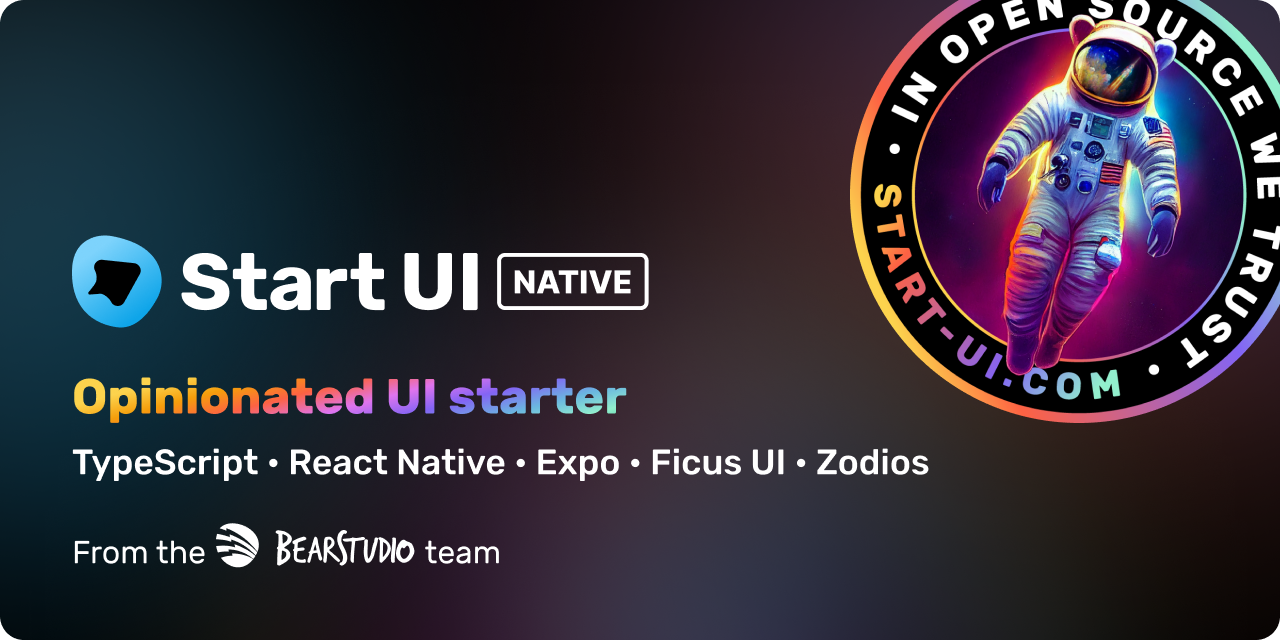 IN OPEN SOURCE WE TRUST •
START-UI.COM •
Start UI NATIVE
Opinionated UI starter
TypeScript • React Native • Expo • Ficus UI • Zodios
From the BEARSTUDIO team